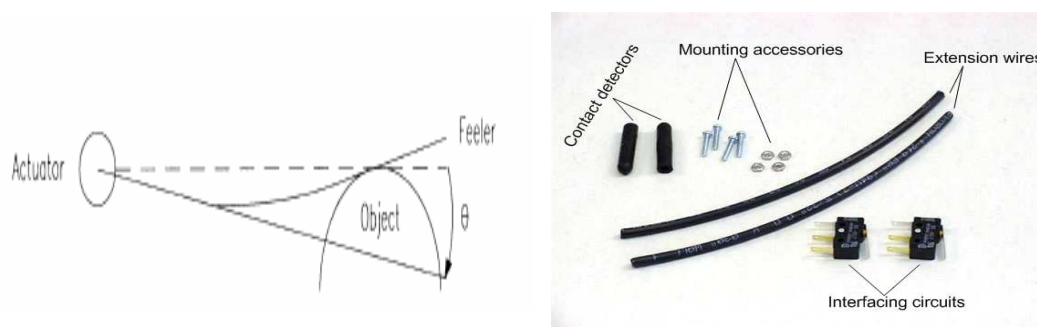 Actuator
Feeler
Object
θ
Contact detectors
Mounting accessories
Extension wires
Interfacing circuits